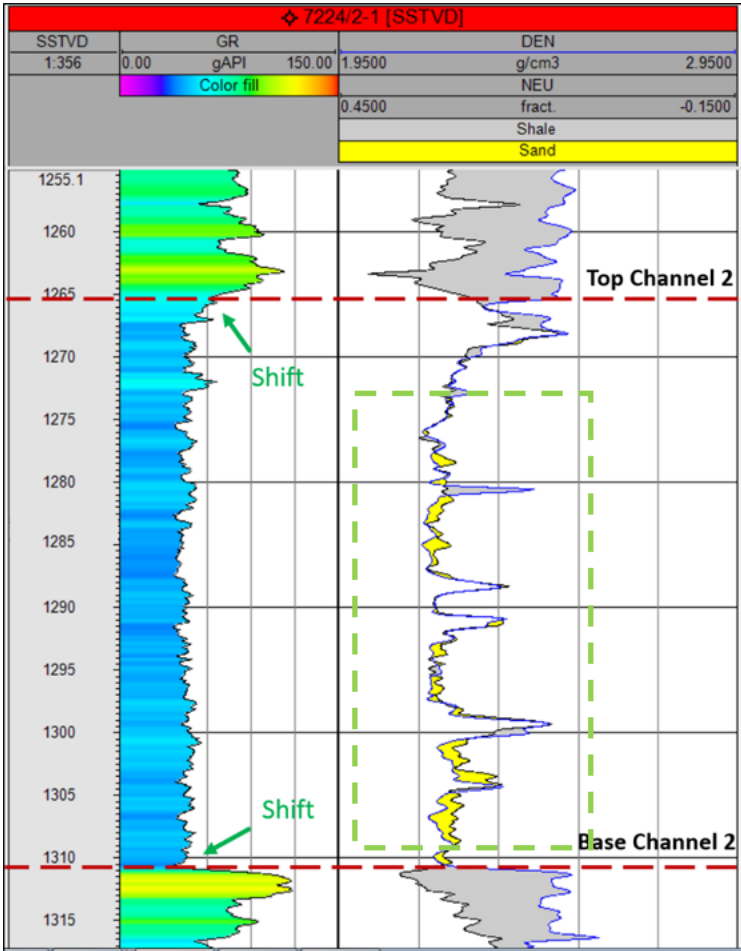 7224/2-1 [SSTVD]
SSTVD GR DEN
1:356 0.00 gAPI 150.00 1.9500 g/cm3 2.9500
Color fill NEU
0.4500 fract. -0.1500
Shale
Sand
1255.1
1260
Top Channel 2
1265
1270
Shift
1275
1280
1285
1290
1295
1300
1305
Shift
Base Channel 2
1310
1315